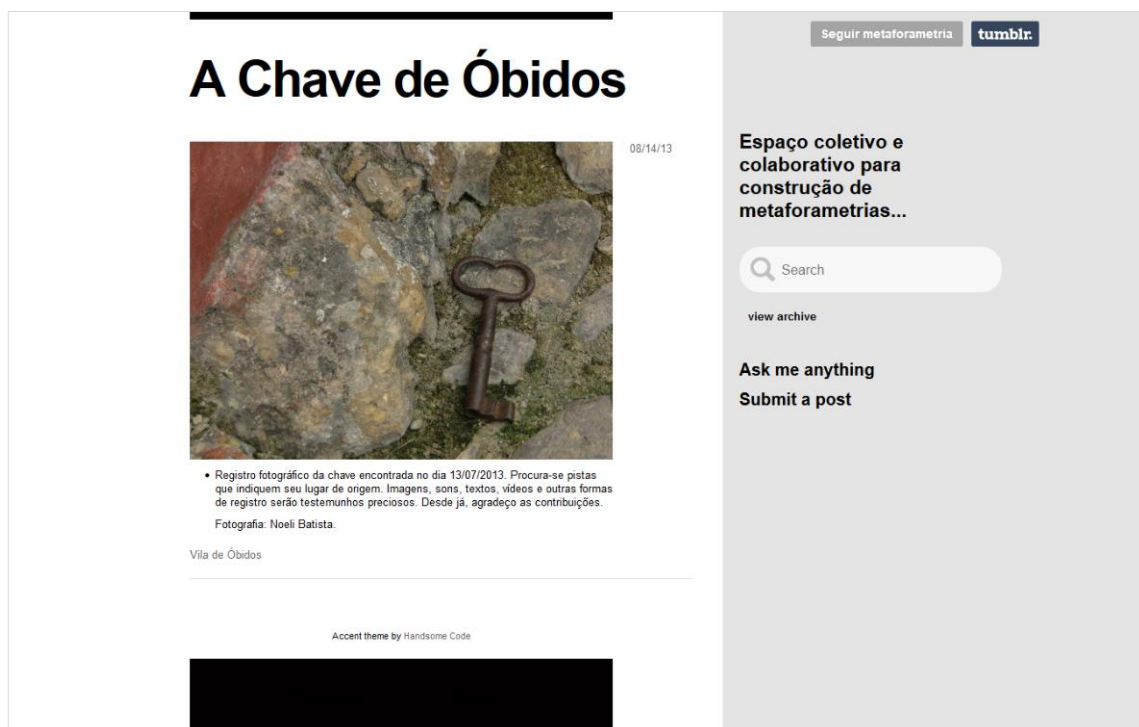 Seguir metaforametria
tumblr.
A Chave de Óbidos
08/14/13
Registro fotográfico da chave encontrada no dia 13/07/2013. Procura-se pistas
que indiquem seu lugar de origem. Imagens, sons, textos, vídeos e outras formas
de registro serão testemunhos preciosos. Desde já, agradeço as contribuições.
Fotografia: Noeli Batista.
Vila de Óbidos
Accent theme by Handsome Code
Espaço coletivo e
colaborativo para
construção de
metaforametrias...
Search
view archive
Ask me anything
Submit a post